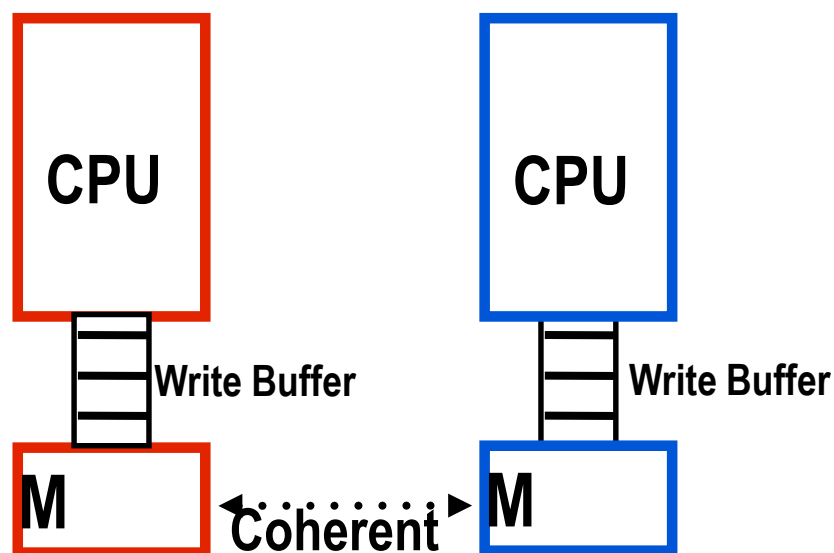 CPU
CPU
Write Buffer
Write Buffer
M
M
Coherent